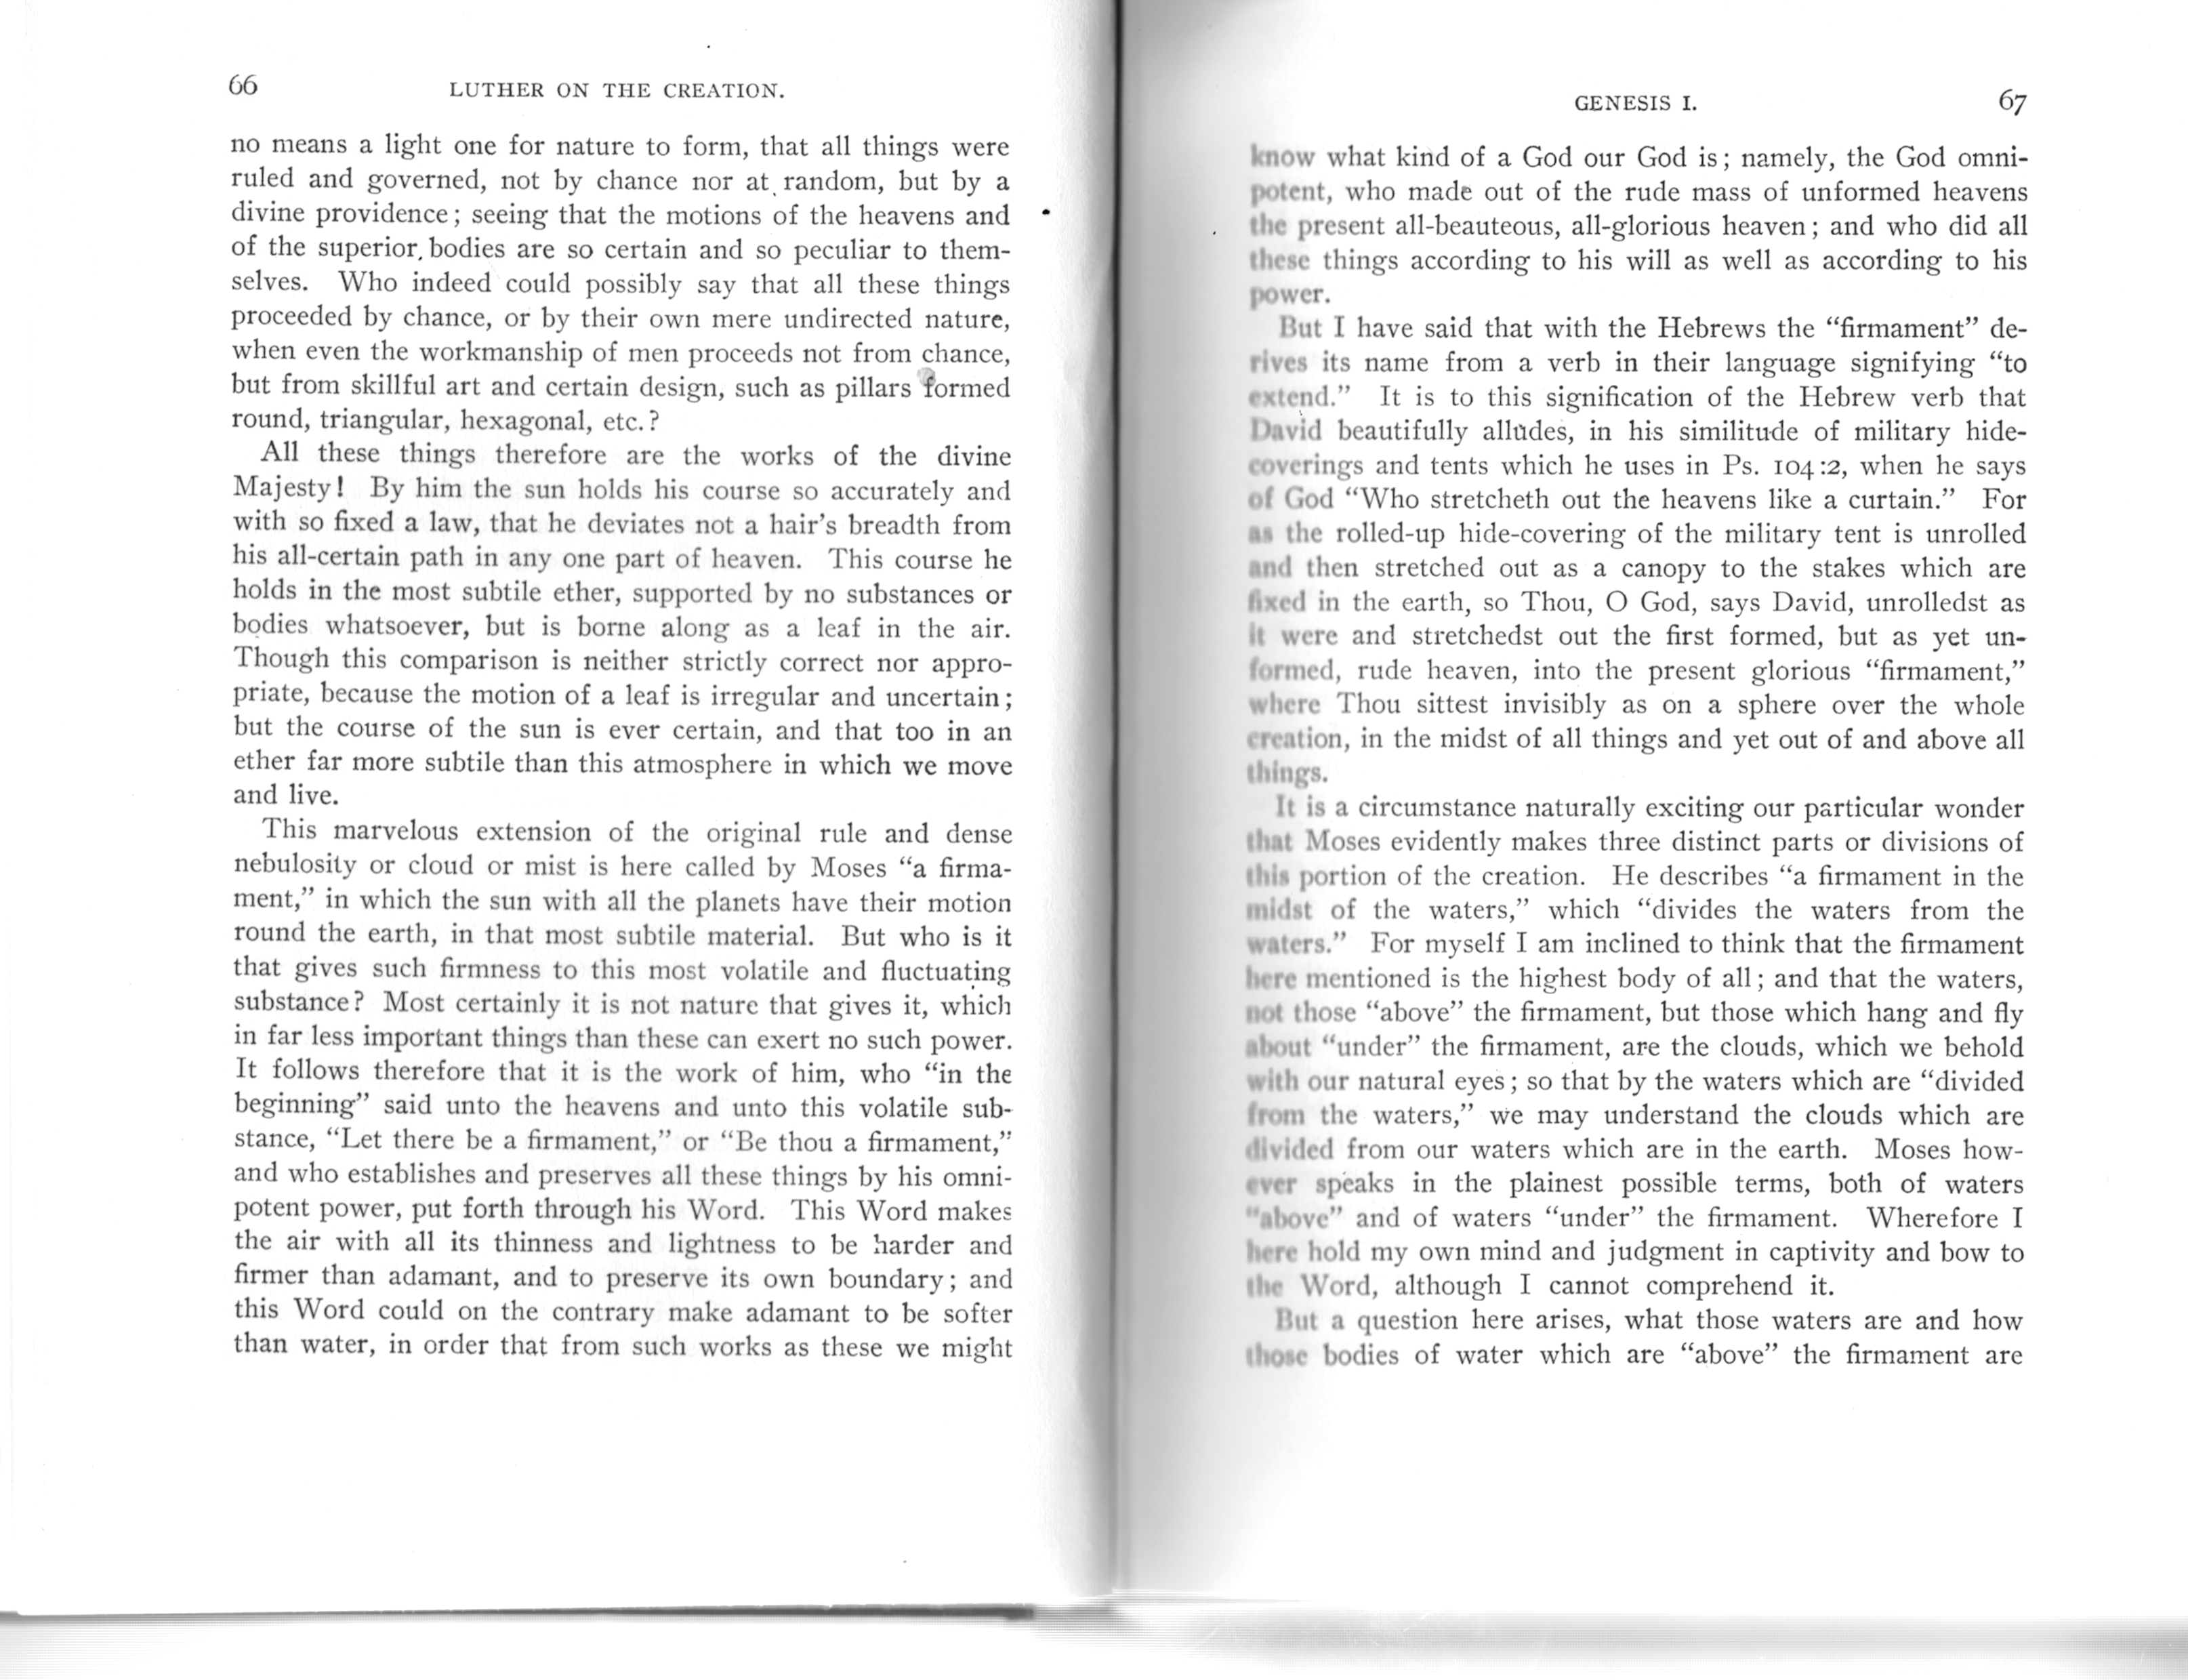 66 LUTHER ON THE CREATION.
no means a light one for nature to form, that all things were
ruled and governed, not by chance nor at random, but by a
divine providence; seeing that the motions of the heavens and
of the superior bodies are so certain and so peculiar to them-
selves. Who indeed could possibly say that all these things
proceeded by chance, or by their own mere undirected nature,
when even the workmanship of men proceeds not from chance,
but from skillful art and certain design, such as pillars formed
round, triangular, hexagonal, etc.?
All these things therefore are the works of the divine
Majesty! By him the sun holds his course so accurately and
with so fixed a law, that he deviates not a hair's breadth from
his all-certain path in any one part of heaven. This course he
holds in the most subtile ether, supported by no substances or
bodies whatsoever, but is borne along as a leaf in the air.
Though this comparison is neither strictly correct nor appro-
priate, because the motion of a leaf is irregular and uncertain;
but the course of the sun is ever certain, and that too in an
ether far more subtile than this atmosphere in which we move
and live.
This marvelous extension of the original rule and dense
nebulosity or cloud or mist is here called by Moses “a firma-
ment,” in which the sun with all the planets have their motion
round the earth, in that most subtile material. But who is it
that gives such firmness to this most volatile and fluctuating
substance? Most certainly it is not nature that gives it, which
in far less important things than these can exert no such power.
It follows therefore that it is the work of him, who “in the
beginning” said unto the heavens and unto this volatile sub-
stance, “Let there be a firmament,” or “Be thou a firmament,”
and who establishes and preserves all these things by his omni-
potent power, put forth through his Word. This Word makes
the air with all its thinness and lightness to be harder and
firmer than adamant, and to preserve its own boundary; and
this Word could on the contrary make adamant to be softer
than water, in order that from such works as these we might
GENESIS I. 67
know what kind of a God our God is; namely, the God omni-
potent, who made out of the rude mass of unformed heavens
the present all-beauteous, all-glorious heaven; and who did all
these things according to his will as well as according to his
power.
But I have said that with the Hebrews the “firmament” de-
rives its name from a verb in their language signifying “to
extend.” It is to this signification of the Hebrew verb that
David beautifully alludes, in his similitude of military hide-
coverings and tents which he uses in Ps. 104:2, when he says
of God “Who stretcheth out the heavens like a curtain.” For
as the rolled-up hide-covering of the military tent is unrolled
and then stretched out as a canopy to the stakes which are
fixed in the earth, so Thou, O God, says David, unrolledst as
it were and stretchedst out the first formed, but as yet un-
formed, rude heaven, into the present glorious “firmament,”
where Thou sittest invisibly as on a sphere over the whole
creation, in the midst of all things and yet out of and above all
things.
It is a circumstance naturally exciting our particular wonder
that Moses evidently makes three distinct parts or divisions of
this portion of the creation. He describes “a firmament in the
midst of the waters,” which “divides the waters from the
waters.” For myself I am inclined to think that the firmament
here mentioned is the highest body of all; and that the waters,
not those “above” the firmament, but those which hang and fly
about “under” the firmament, are the clouds, which we behold
with our natural eyes; so that by the waters which are “divided
from the waters,” we may understand the clouds which are
divided from our waters which are in the earth. Moses how-
ever speaks in the plainest possible terms, both of waters
“above” and of waters “under” the firmament. Wherefore I
here hold my own mind and judgment in captivity and bow to
the Word, although I cannot comprehend it.
But a question here arises, what those waters are and how
those bodies of water which are “above” the firmament are